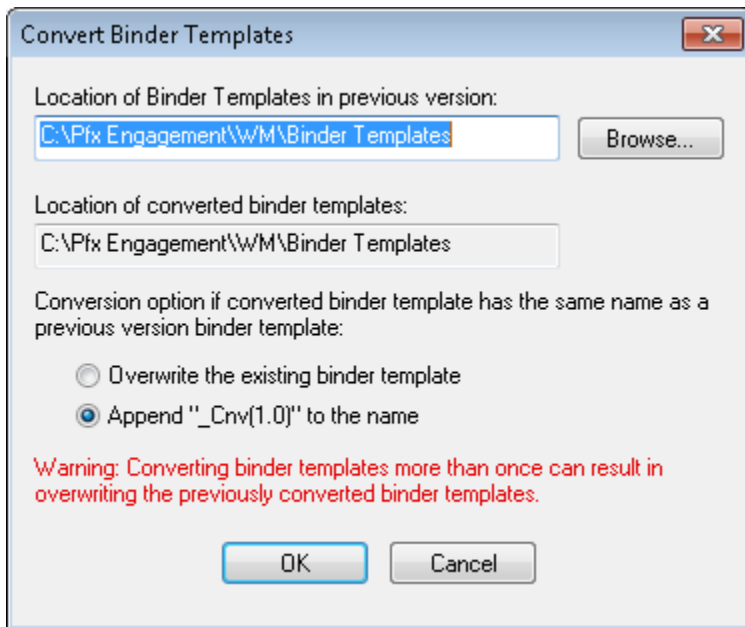 Convert Binder Templates
Location of Binder Templates in previous version:
C:\Pfx Engagement\WM\Binder Templates
Browse...
Location of converted binder templates:
C:\Pfx Engagement\WM\Binder Templates
Conversion option if converted binder template has the same name as a
previous version binder template:
Overwrite the existing binder template
Append "_Cnv(1.0)" to the name
Warning: Converting binder templates more than once can result in
overwriting the previously converted binder templates.
OK
Cancel